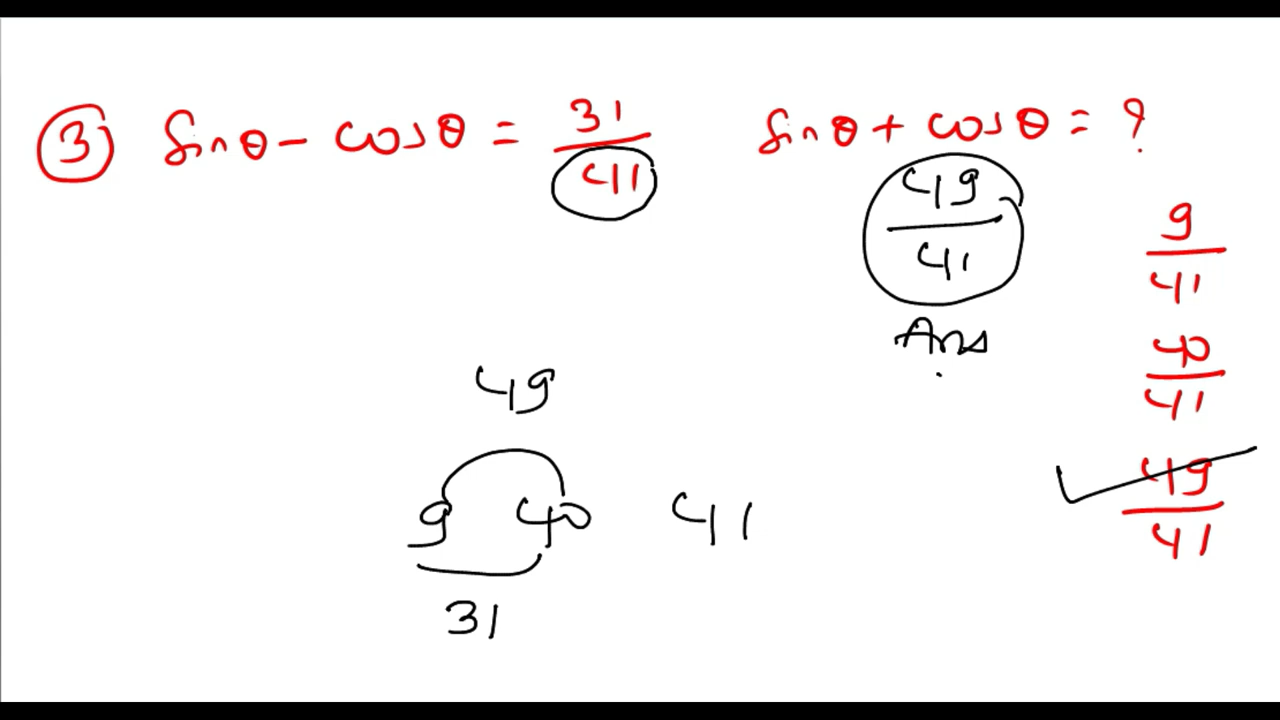 ③ sinθ - cosθ = 31/41 sinθ + cosθ = ?
49/41
Ans
9/41
40/41
49/41
49
9 40 41
31